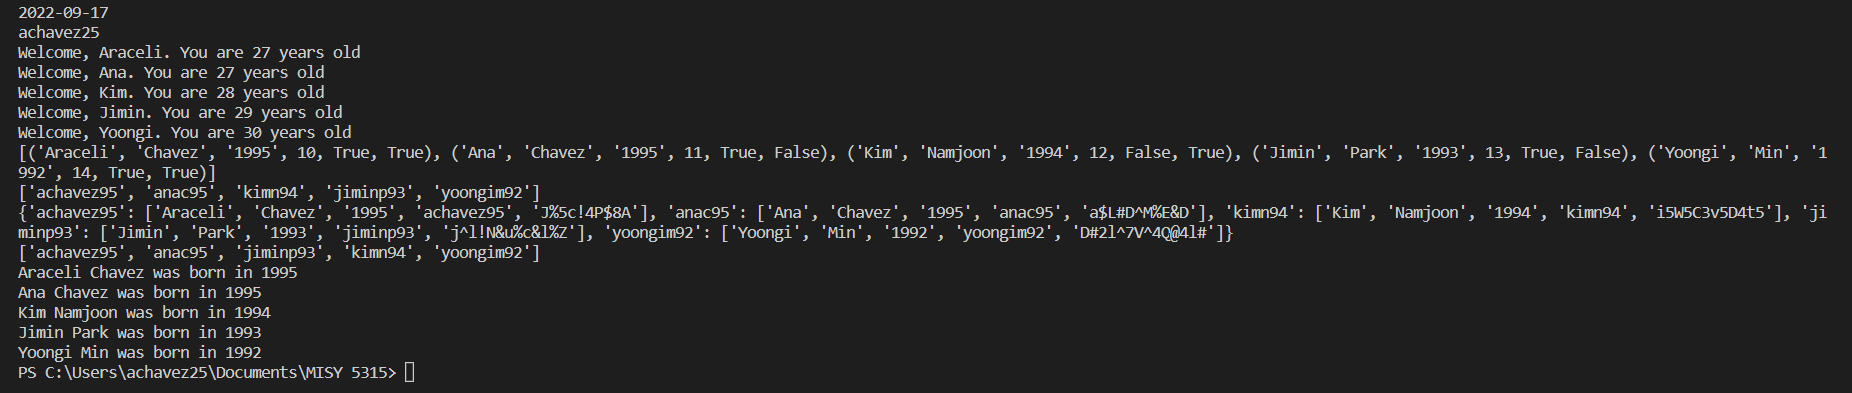 2022-09-17
achavez25
Welcome, Araceli. You are 27 years old
Welcome, Ana. You are 27 years old
Welcome, Kim. You are 28 years old
Welcome, Jimin. You are 29 years old
Welcome, Yoongi. You are 30 years old
[('Araceli', 'Chavez', '1995', 10, True, True), ('Ana', 'Chavez', '1995', 11, True, False), ('Kim', 'Namjoon', '1994', 12, False, True), ('Jimin', 'Park', '1993', 13, True, False), ('Yoongi', 'Min', '1
992', 14, True, True)]
['achavez95', 'anac95', 'kimn94', 'jiminp93', 'yoongim92']
{'achavez95': ['Araceli', 'Chavez', '1995', 'achavez95', 'J%5c!4P$8A'], 'anac95': ['Ana', 'Chavez', '1995', 'anac95', 'a$L#D^M%E&D'], 'kimn94': ['Kim', 'Namjoon', '1994', 'kimn94', 'i5W5C3v5D4t5'], 'ji
minp93': ['Jimin', 'Park', '1993', 'jiminp93', 'j^l!N&u%c&l%Z'], 'yoongim92': ['Yoongi', 'Min', '1992', 'yoongim92', 'D#2l^7V^4Q@4l#']}
['achavez95', 'anac95', 'jiminp93', 'kimn94', 'yoongim92']
Araceli Chavez was born in 1995
Ana Chavez was born in 1995
Kim Namjoon was born in 1994
Jimin Park was born in 1993
Yoongi Min was born in 1992
PS C:\Users\achavez25\Documents\MISY 5315>